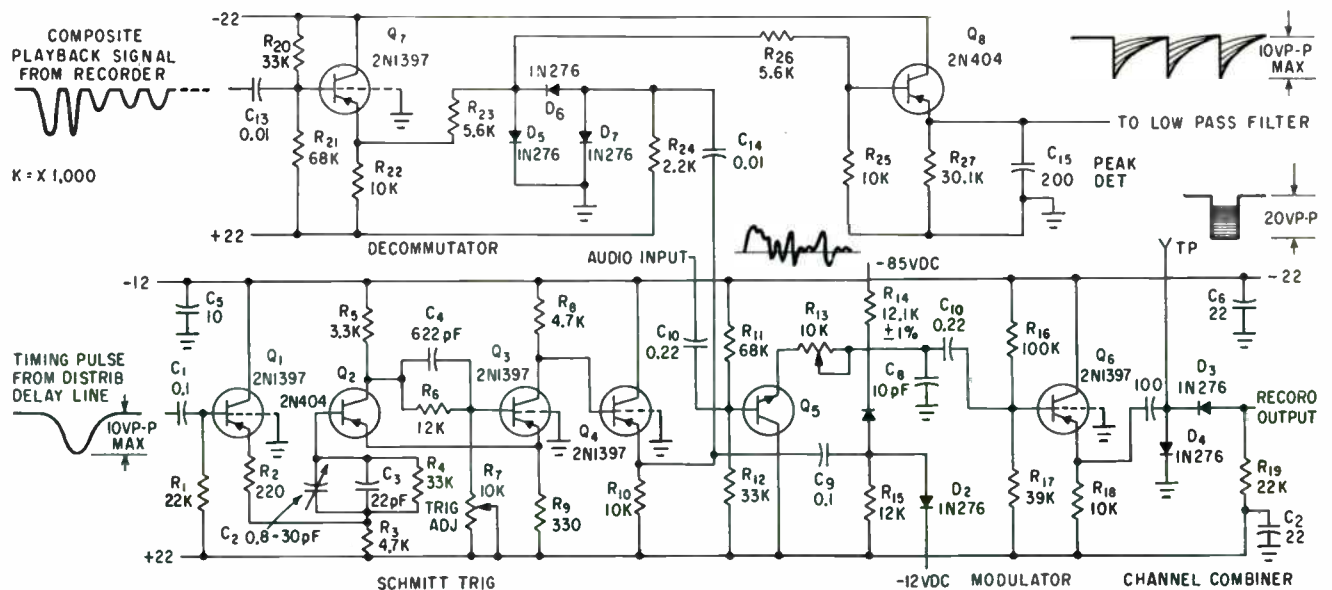 COMPOSITE
PLAYBACK SIGNAL
FROM RECORDER
K = X 1,000
-22
R20
33K
Q7
2N1397
C13
0.01
R21
68K
R22
10K
R23
5.6K
1N276
D6
D5
1N276
D7
1N276
R24
2.2K
C14
0.01
R26
5.6K
Q8
2N404
10VP-P
MAX
TO LOW PASS FILTER
R25
10K
R27
30.1K
C15
200
PEAK
DET
20VP-P
+22
DECOMMUTATOR
AUDIO INPUT
-85VDC
TP
-12
-22
C5
10
R5
3.3K
C4
622pF
R8
4.7K
C10
0.22
R11
68K
R13
10K
R14
12.1K
±1%
C10
0.22
R16
100K
C6
22
TIMING PULSE
FROM DISTRIB
DELAY LINE
10VP-P
MAX
C1
0.1
Q1
2N1397
Q2
2N404
R6
12K
Q3
2N1397
Q4
2N1397
Q5
C8
10pF
Q6
2N1397
100
D3
1N276
RECORD
OUTPUT
D4
1N276
R1
22K
R2
220
C3
22pF
R4
33K
R7
10K
TRIG
ADJ
R9
330
R10
10K
R12
33K
C9
0.1
R15
12K
D2
1N276
R17
39K
R18
10K
R19
22K
C2 0.8-30pF
R3
4.7K
C2
22
+22
SCHMITT TRIG
-12VDC
MODULATOR
CHANNEL COMBINER